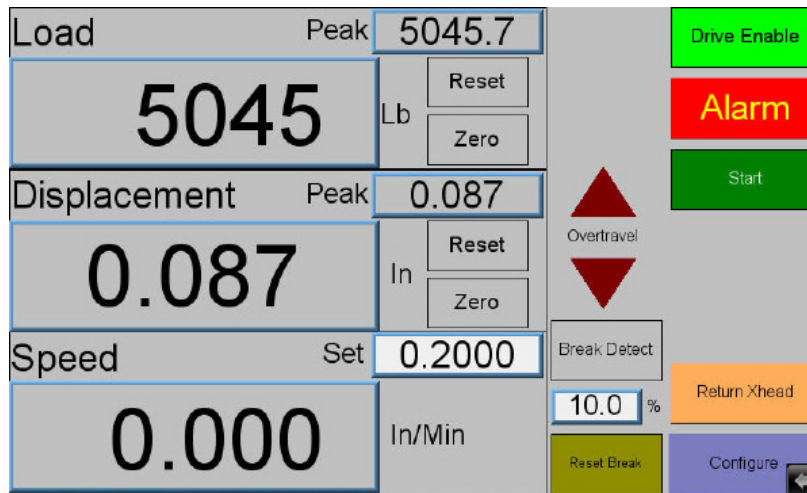 Load Peak 5045.7
5045 Lb
Reset
Zero
Displacement Peak 0.087
0.087 In
Reset
Zero
Speed Set 0.2000
0.000 In/Min
Overtravel
Break Detect
10.0 %
Reset Break
Drive Enable
Alarm
Start
Return Xhead
Configure